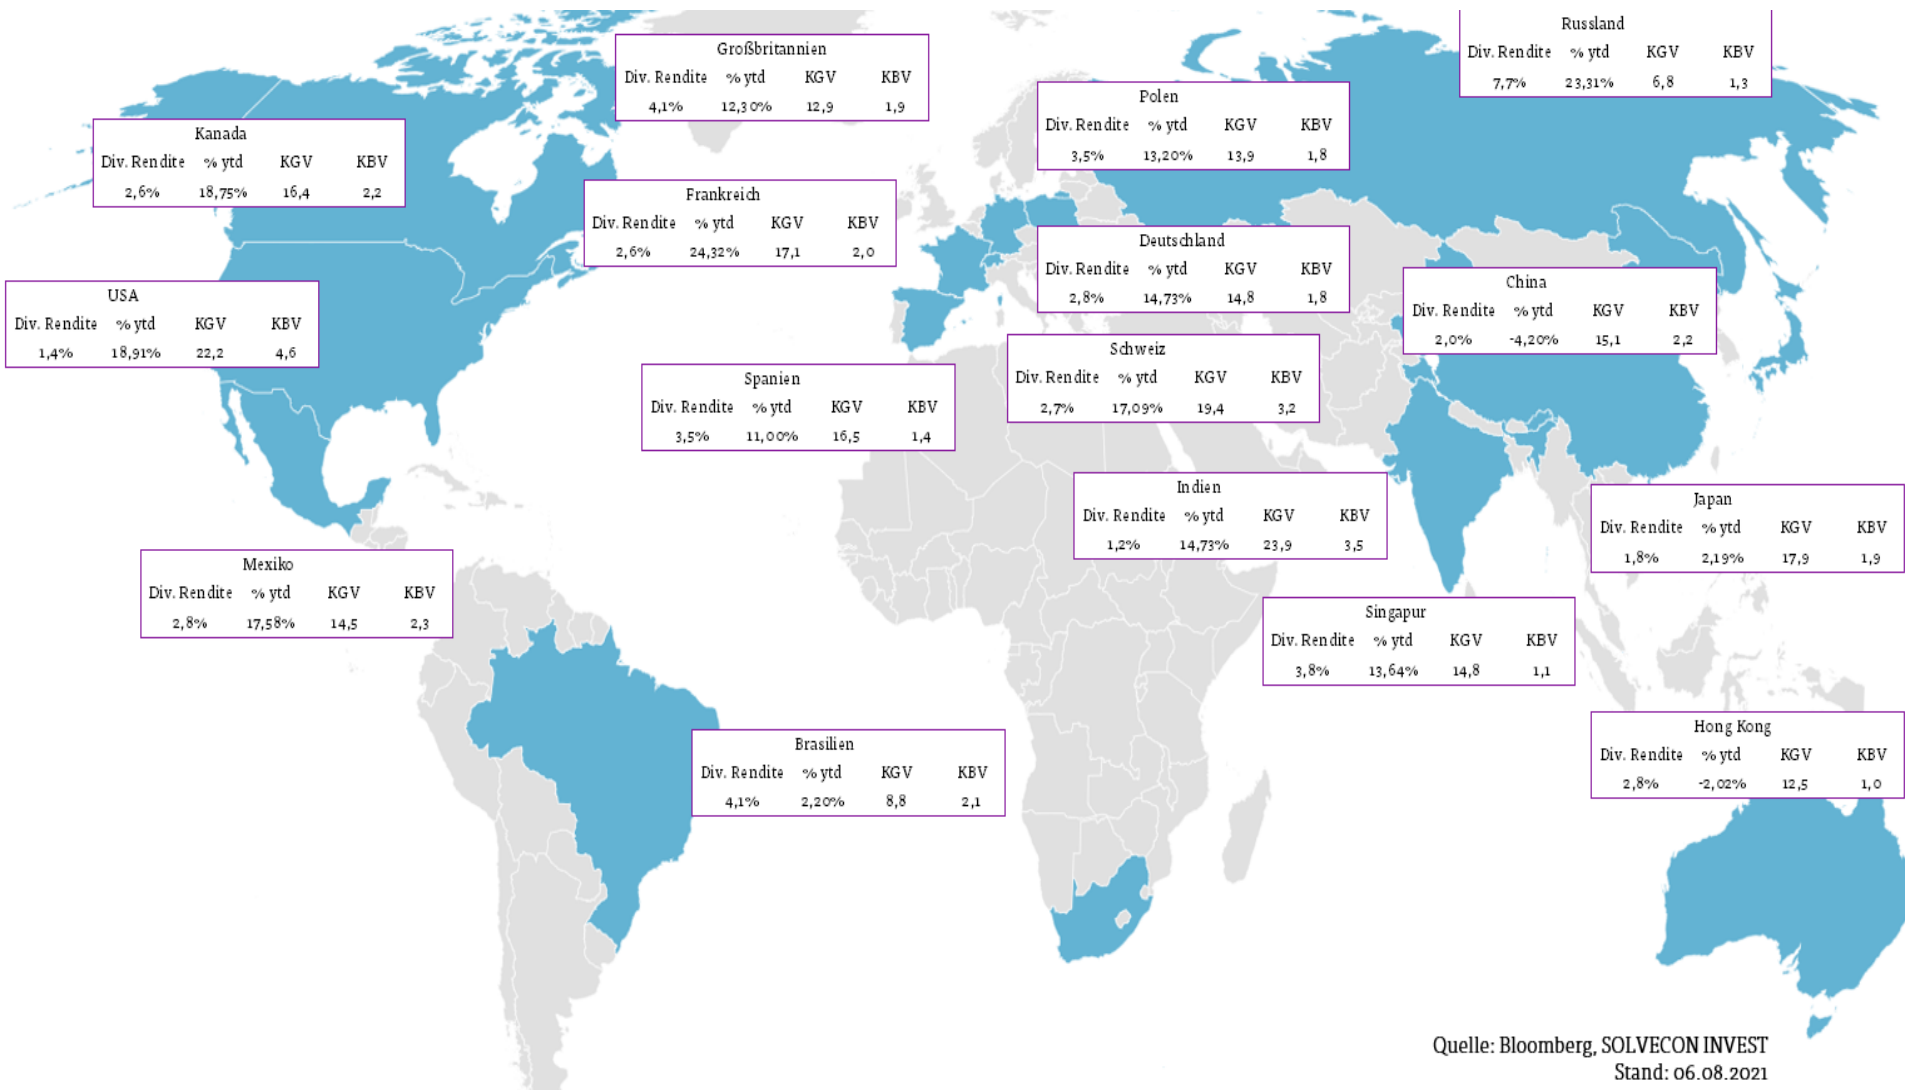 Russland
Div. Rendite % ytd KGV KBV
7,7% 23,31% 6,8 1,3
Großbritannien
Div. Rendite % ytd KGV KBV
4,1% 12,30% 12,9 1,9
Polen
Div. Rendite % ytd KGV KBV
3,5% 13,20% 13,9 1,8
Kanada
Div. Rendite % ytd KGV KBV
2,6% 18,75% 16,4 2,2
Frankreich
Div. Rendite % ytd KGV KBV
2,6% 24,32% 17,1 2,0
Deutschland
Div. Rendite % ytd KGV KBV
2,8% 14,73% 14,8 1,8
China
Div. Rendite % ytd KGV KBV
2,0% -4,20% 15,1 2,2
USA
Div. Rendite % ytd KGV KBV
1,4% 18,91% 22,2 4,6
Schweiz
Div. Rendite % ytd KGV KBV
2,7% 17,09% 19,4 3,2
Spanien
Div. Rendite % ytd KGV KBV
3,5% 11,00% 16,5 1,4
Indien
Div. Rendite % ytd KGV KBV
1,2% 14,73% 23,9 3,5
Japan
Div. Rendite % ytd KGV KBV
1,8% 2,19% 17,9 1,9
Mexiko
Div. Rendite % ytd KGV KBV
2,8% 17,58% 14,5 2,3
Singapur
Div. Rendite % ytd KGV KBV
3,8% 13,64% 14,8 1,1
Hong Kong
Div. Rendite % ytd KGV KBV
2,8% -2,02% 12,5 1,0
Brasilien
Div. Rendite % ytd KGV KBV
4,1% 2,20% 8,8 2,1
Quelle: Bloomberg, SOLVECON INVEST
Stand: 06.08.2021